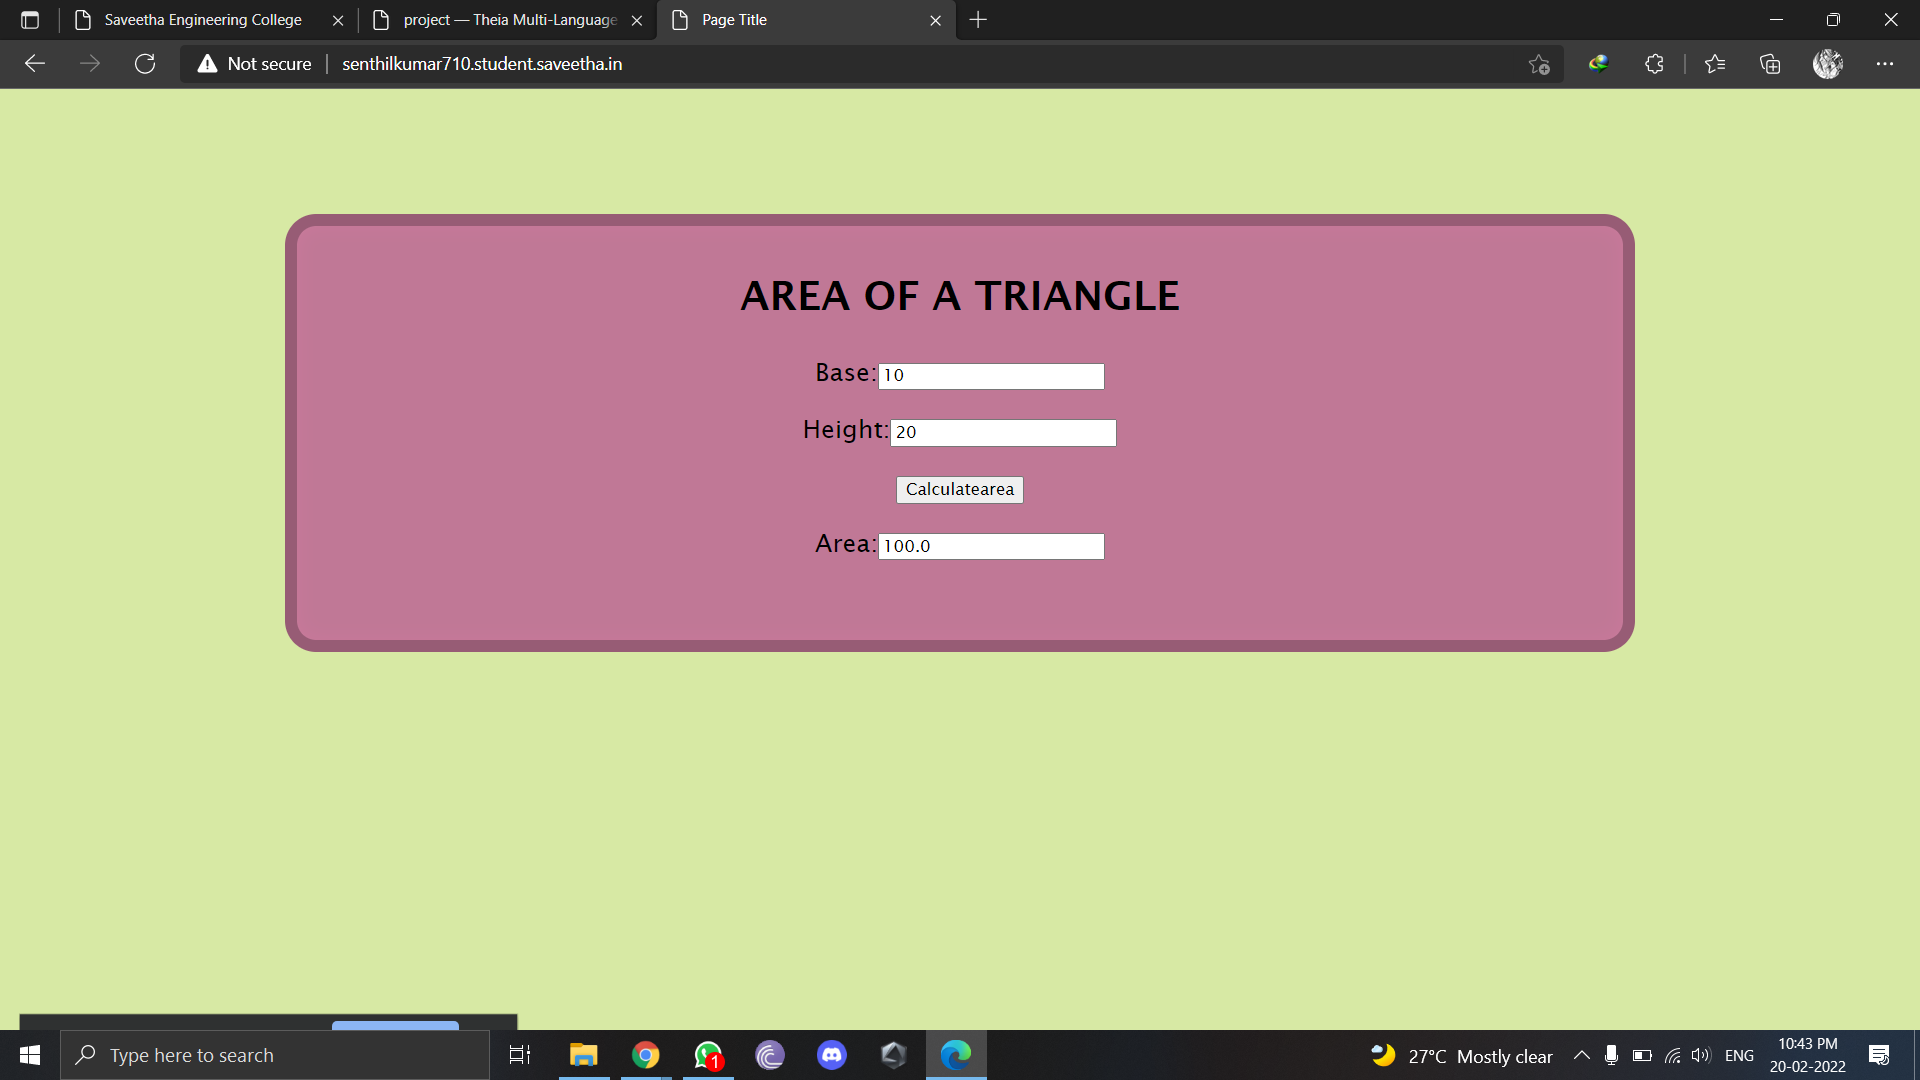 Saveetha Engineering College
project — Theia Multi-Language
Page Title
Not secure
senthilkumar710.student.saveetha.in
AREA OF A TRIANGLE
Base: 10
Height: 20
Calculatearea
Area: 100.0
Type here to search
1
27°C Mostly clear
ENG
10:43 PM
20-02-2022